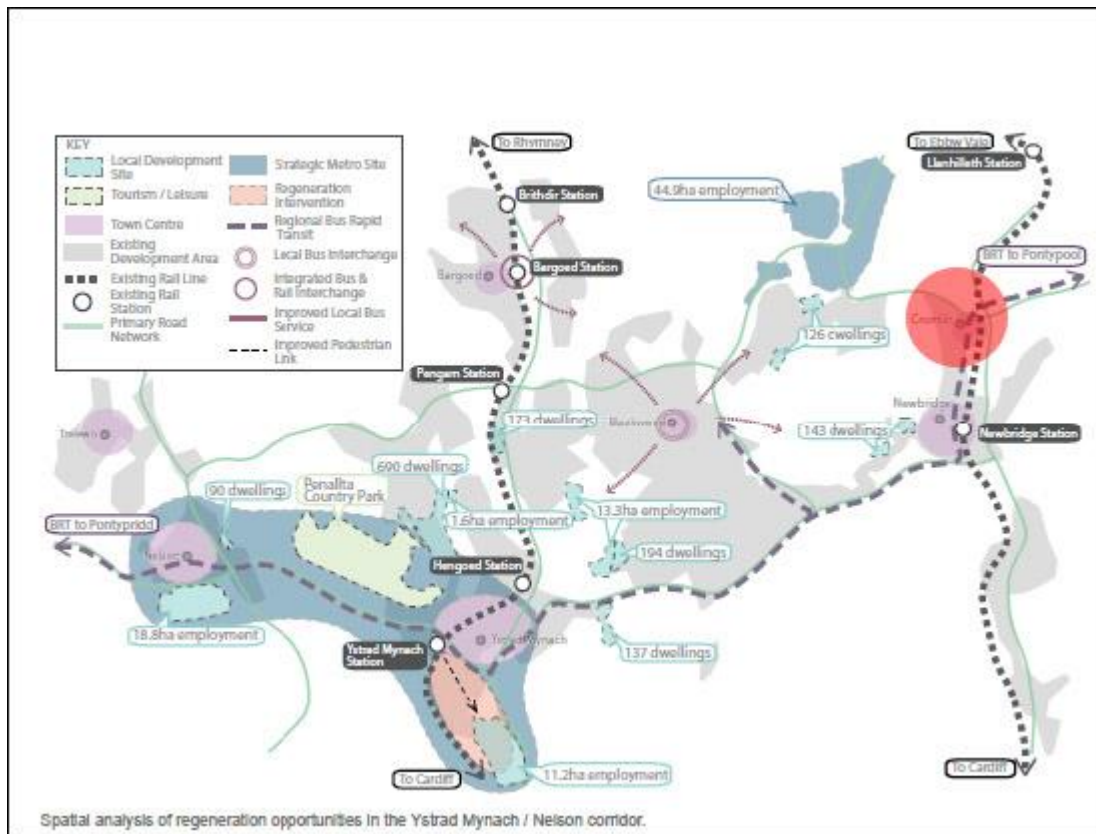 KEY
Local Development
Site
Strategic Metro Site
Tourism / Leisure
Regeneration
Intervention
Town Centre
Regional Bus Rapid
Transit
Existing
Development Area
Local Bus Interchange
Existing Rail Line
Integrated Bus &
Rail Interchange
Existing Rail
Station
Improved Local Bus
Service
Primary Road
Network
Improved Pedestrian
Link
To Rhymney
To Ebbw Vale
Llanhilleth Station
Brithdir Station
44.9ha employment
BRT to Pontypool
Bargoed
Bargoed Station
126 cwellings
Pengam Station
Newbridge
173 dwellings
143 dwellings
Newbridge Station
690 dwellings
Penallta
Country Park
90 dwellings
1.6ha employment
13.3ha employment
BRT to Pontypridd
Nelson
194 dwellings
Hengoed Station
18.8ha employment
Ystrad Mynach
Ystrad Mynach
Station
137 dwellings
To Cardiff
11.2ha employment
To Cardiff
Spatial analysis of regeneration opportunities in the Ystrad Mynach / Nelson corridor.